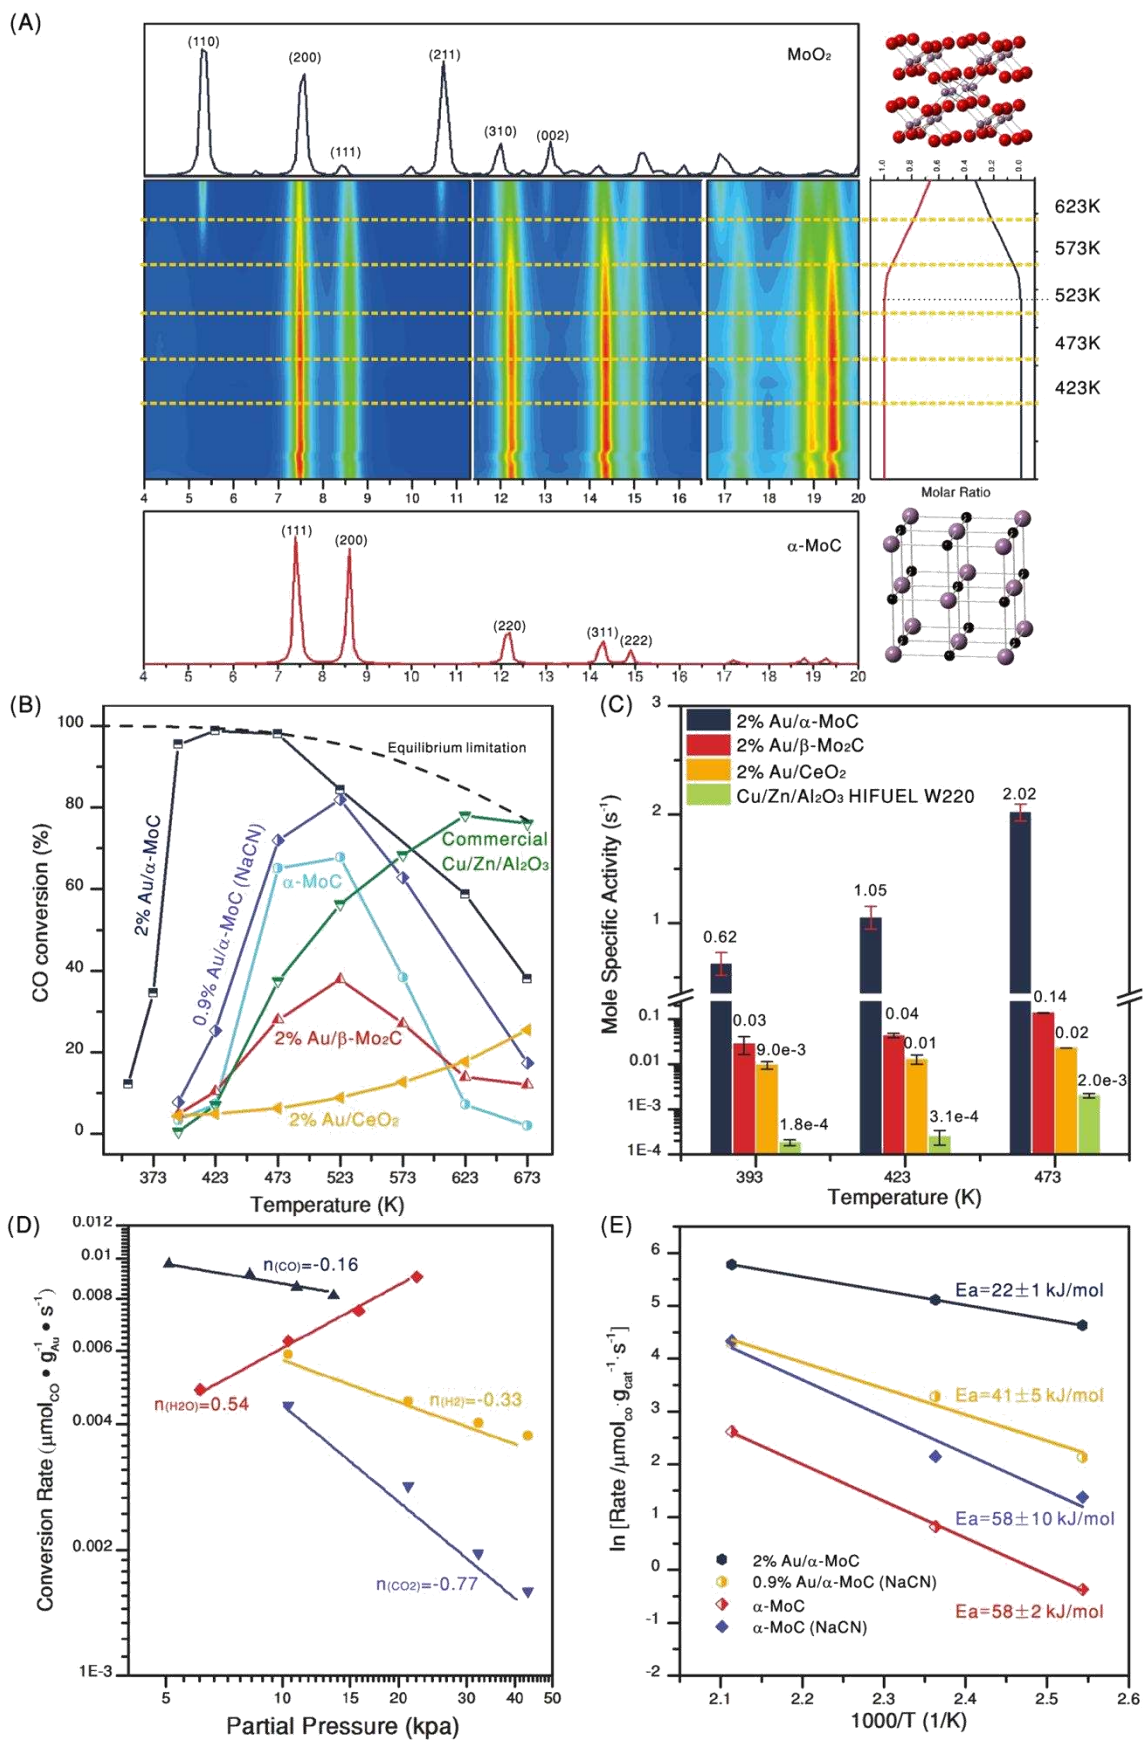 (A)
MoO₂
(110)
(200)
(111)
(211)
(310)
(002)
1.0 0.8 0.6 0.4 0.2 0.0
623K
573K
523K
473K
423K
4 5 6 7 8 9 10 11 12 13 14 15 16 17 18 19 20
Molar Ratio
α-MoC
(111)
(200)
(220)
(311)
(222)
4 5 6 7 8 9 10 11 12 13 14 15 16 17 18 19 20
(B)
CO conversion (%)
100
80
60
40
20
0
Equilibrium limitation
2% Au/α-MoC
0.9% Au/α-MoC (NaCN)
Commercial
Cu/Zn/Al₂O₃
α-MoC
2% Au/β-Mo₂C
2% Au/CeO₂
373 423 473 523 573 623 673
Temperature (K)
(C)
Mole Specific Activity (s⁻¹)
3
2
1
0.1
0.01
1E-3
1E-4
2% Au/α-MoC
2% Au/β-Mo₂C
2% Au/CeO₂
Cu/Zn/Al₂O₃ HIFUEL W220
0.62
0.03
9.0e-3
1.8e-4
1.05
0.04
0.01
3.1e-4
2.02
0.14
0.02
2.0e-3
393 423 473
Temperature (K)
(D)
Conversion Rate (μmol CO • g⁻¹Au • s⁻¹)
0.012
0.01
0.008
0.006
0.004
0.002
1E-3
n(CO)=-0.16
n(H2O)=0.54
n(H2)=-0.33
n(CO2)=-0.77
5 10 15 20 30 40 50
Partial Pressure (kpa)
(E)
ln [Rate /μmol co·g cat⁻¹·s⁻¹]
6
5
4
3
2
1
0
-1
-2
Ea=22±1 kJ/mol
Ea=41±5 kJ/mol
Ea=58±10 kJ/mol
Ea=58±2 kJ/mol
2% Au/α-MoC
0.9% Au/α-MoC (NaCN)
α-MoC
α-MoC (NaCN)
2.1 2.2 2.3 2.4 2.5 2.6
1000/T (1/K)